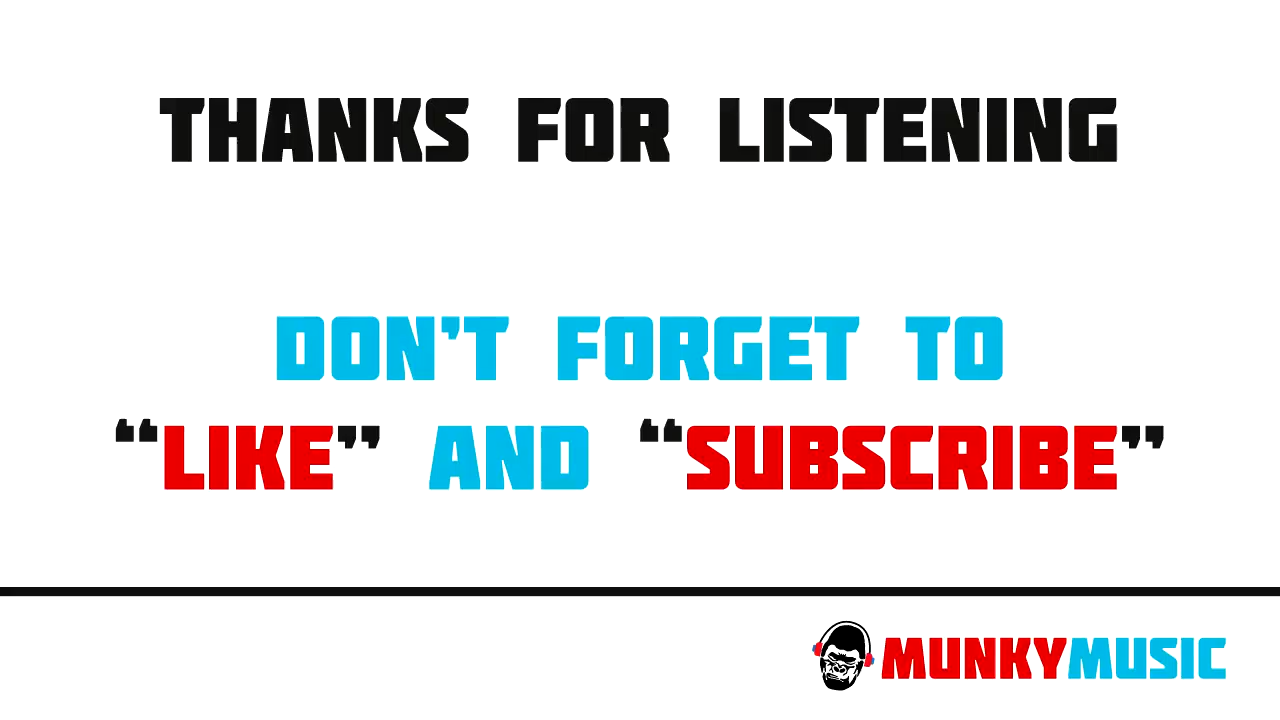 THANKS FOR LISTENING
DON’T FORGET TO
“LIKE” AND “SUBSCRIBE”
MUNKYMUSIC